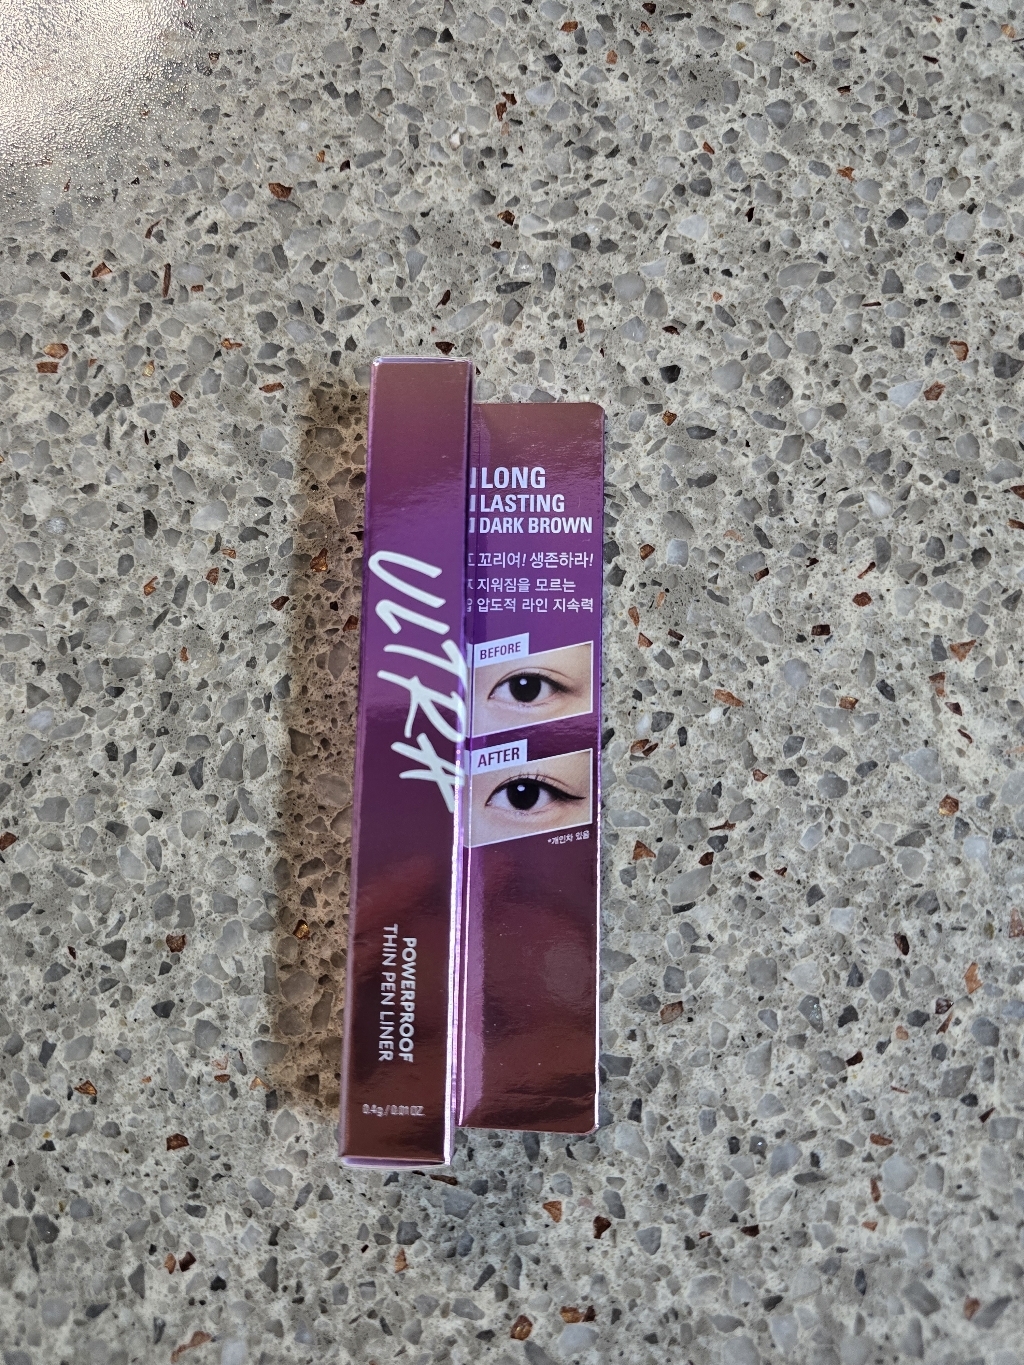 ULTRA
POWERPROOF
THIN PEN LINER
0.4g / 0.01 OZ.
LONG
LASTING
DARK BROWN
꼬리여! 생존하라!
지워짐을 모르는
압도적 라인 지속력
BEFORE
AFTER
*개인차 있음